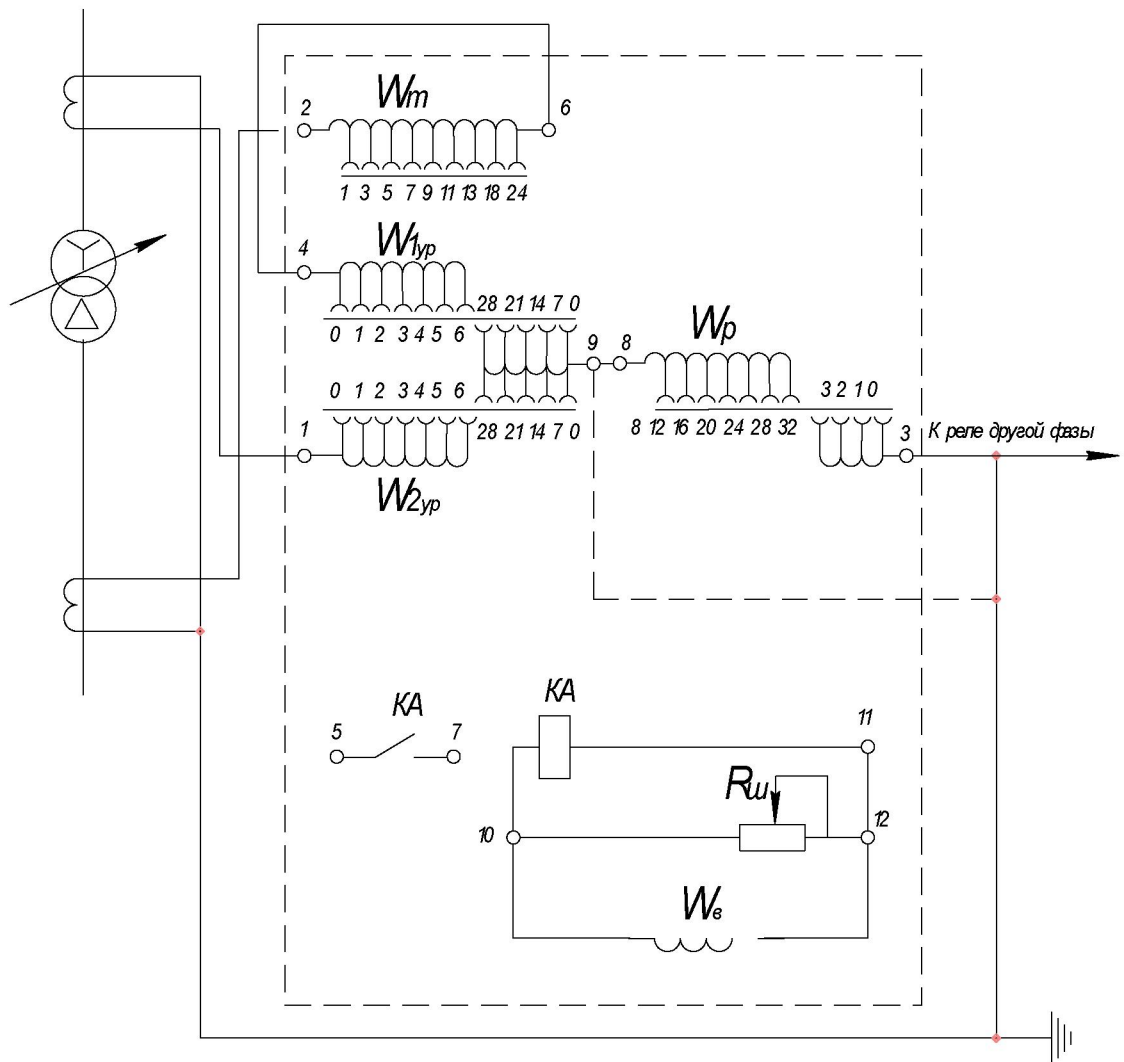 Wт
2
6
1 3 5 7 9 11 13 18 24
4
W1ур
28 21 14 7 0
0 1 2 3 4 5 6
9 8
Wр
0 1 2 3 4 5 6
3 2 1 0
1
28 21 14 7 0
8 12 16 20 24 28 32
3
К реле другой фазы
W2ур
КА
КА
5
7
11
Rш
10
12
Wв